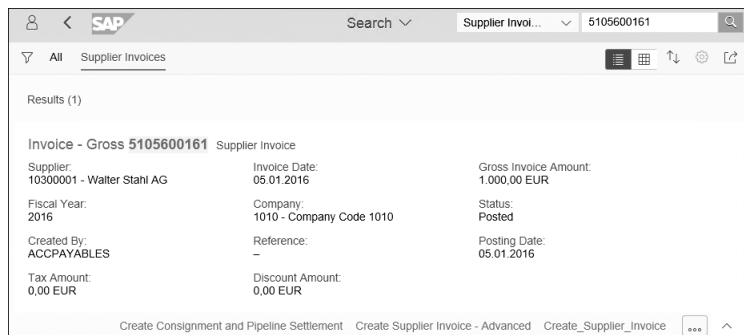 SAP Search Supplier Invoi... 5105600161
All Supplier Invoices
Results (1)
Invoice - Gross 5105600161 Supplier Invoice
Supplier: Invoice Date: Gross Invoice Amount:
10300001 - Walter Stahl AG 05.01.2016 1.000,00 EUR
Fiscal Year: Company: Status:
2016 1010 - Company Code 1010 Posted
Created By: Reference: Posting Date:
ACCPAYABLES – 05.01.2016
Tax Amount: Discount Amount:
0,00 EUR 0,00 EUR
Create Consignment and Pipeline Settlement Create Supplier Invoice - Advanced Create_Supplier_Invoice